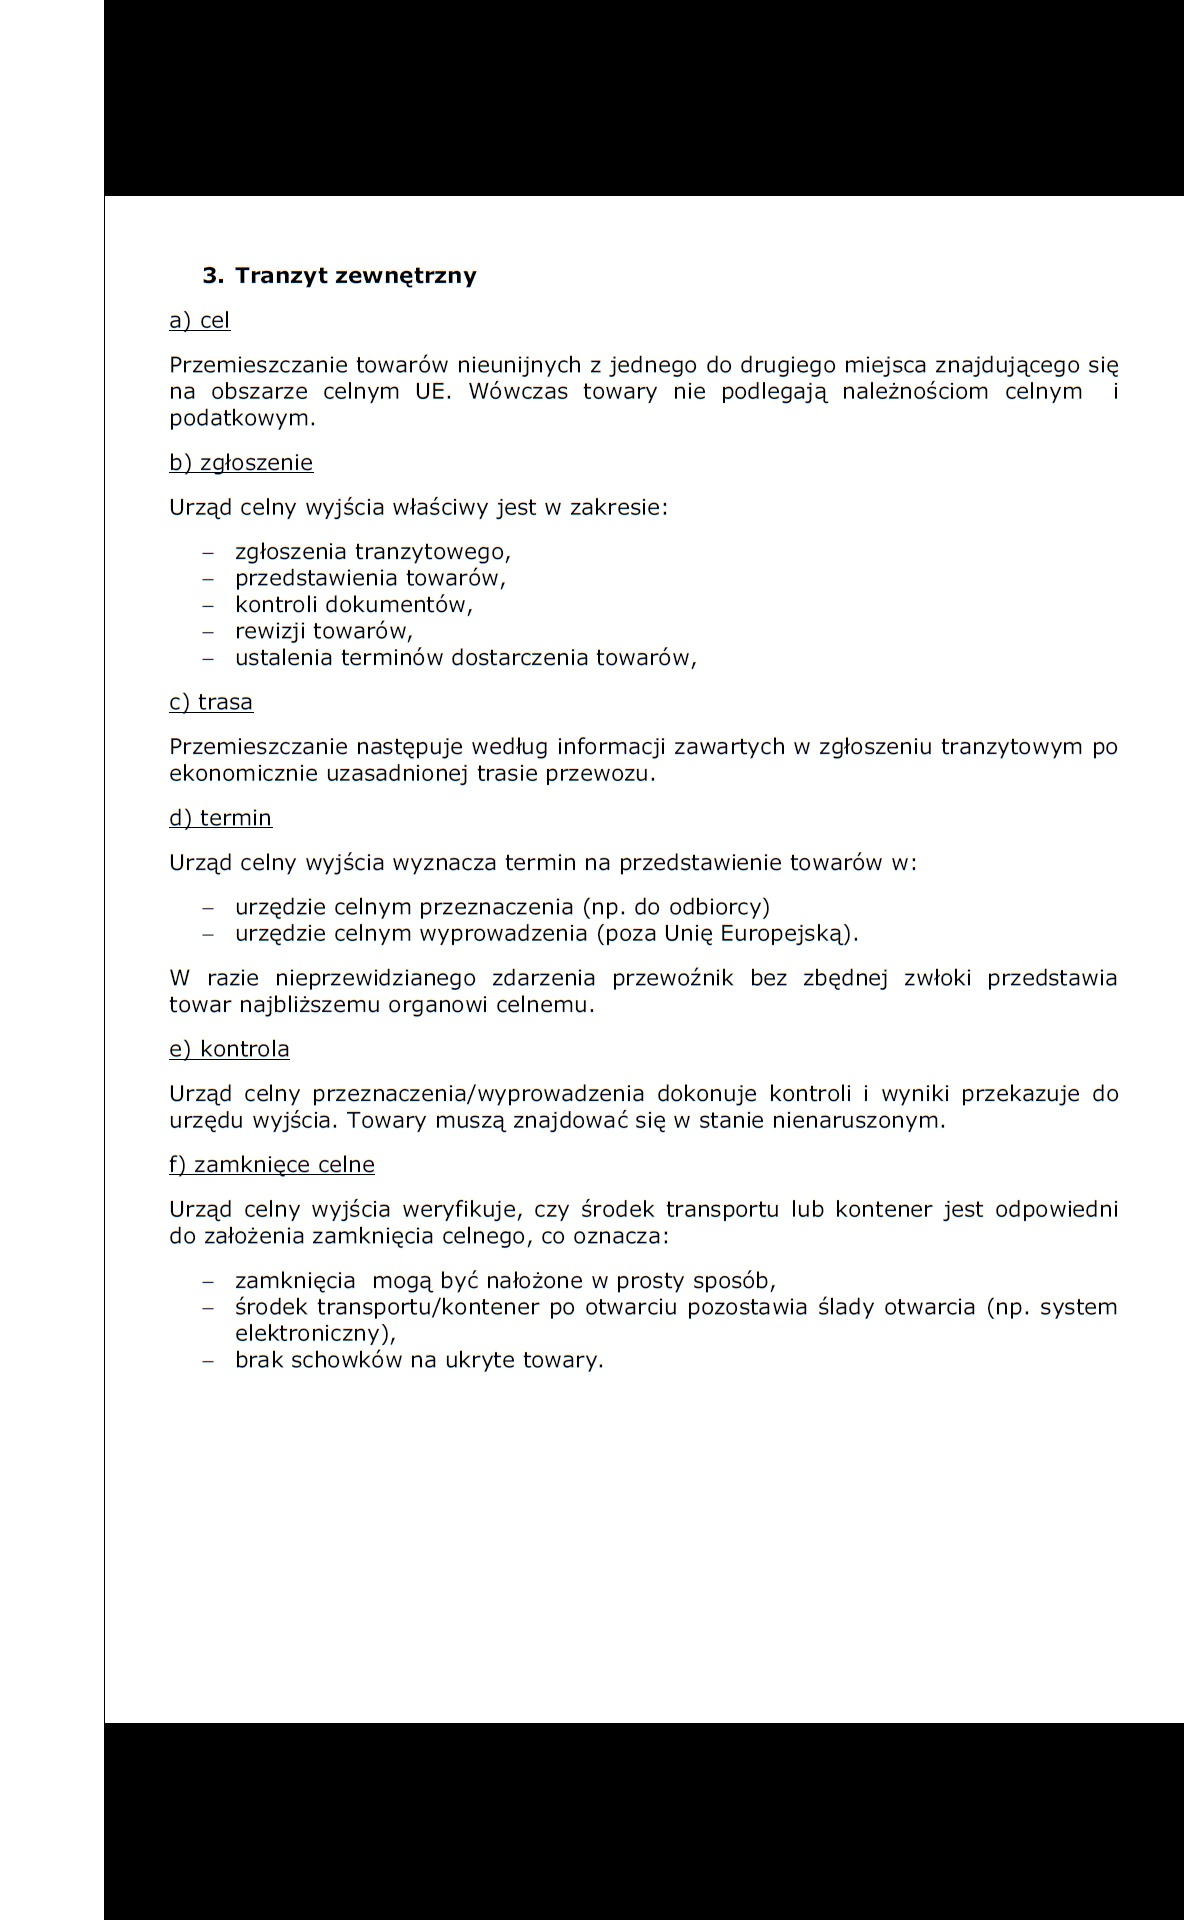 3. Tranzyt zewnętrzny
a) cel
Przemieszczanie towarów nieunijnych z jednego do drugiego miejsca znajdującego się
na obszarze celnym UE. Wówczas towary nie podlegają należnościom celnym i
podatkowym.
b) zgłoszenie
Urząd celny wyjścia właściwy jest w zakresie:
– zgłoszenia tranzytowego,
– przedstawienia towarów,
– kontroli dokumentów,
– rewizji towarów,
– ustalenia terminów dostarczenia towarów,
c) trasa
Przemieszczanie następuje według informacji zawartych w zgłoszeniu tranzytowym po
ekonomicznie uzasadnionej trasie przewozu.
d) termin
Urząd celny wyjścia wyznacza termin na przedstawienie towarów w:
– urzędzie celnym przeznaczenia (np. do odbiorcy)
– urzędzie celnym wyprowadzenia (poza Unię Europejską).
W razie nieprzewidzianego zdarzenia przewoźnik bez zbędnej zwłoki przedstawia
towar najbliższemu organowi celnemu.
e) kontrola
Urząd celny przeznaczenia/wyprowadzenia dokonuje kontroli i wyniki przekazuje do
urzędu wyjścia. Towary muszą znajdować się w stanie nienaruszonym.
f) zamknięce celne
Urząd celny wyjścia weryfikuje, czy środek transportu lub kontener jest odpowiedni
do założenia zamknięcia celnego, co oznacza:
– zamknięcia mogą być nałożone w prosty sposób,
– środek transportu/kontener po otwarciu pozostawia ślady otwarcia (np. system
elektroniczny),
– brak schowków na ukryte towary.